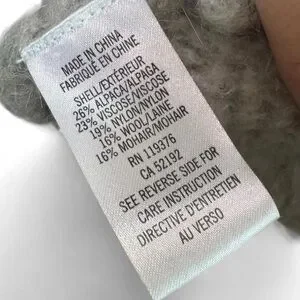 MADE IN CHINA
FABRIQUÉ EN CHINE
SHELL/EXTÉRIEUR
26% ALPACA/ALPAGA
23% VISCOSE/VISCOSE
19% NYLON/NYLON
16% WOOL/LAINE
16% MOHAIR/MOHAIR
RN 119376
CA 52192
SEE REVERSE SIDE FOR
CARE INSTRUCTION
DIRECTIVE D'ENTRETIEN
AU VERSO